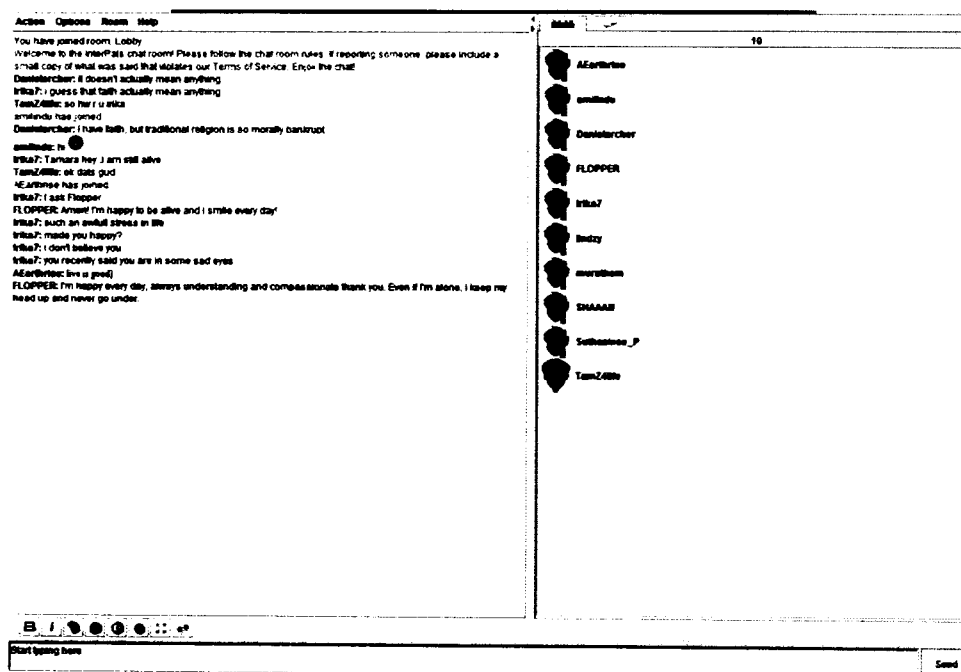 Action Options Room Help
You have joined room: Lobby
Welcome to the InterPals chat room! Please follow the chat room rules. If reporting someone, please include a
small copy of what was said that violates our Terms of Service. Enjoy the chat!
Danielarcher: it doesn't actually mean anything
Irika7: i guess that faith actually mean anything
TamZ4life: so hw r u irika
amilindu has joined
Danielarcher: I have faith, but traditional religion is so morally bankrupt
amilindu: hi
Irika7: Tamara hey ,I am still alive
TamZ4life: ok dats gud
AEarthrise has joined
Irika7: I ask Flopper
FLOPPER: Amen! I'm happy to be alive and i smile every day!
Irika7: such an awfull stress in life
Irika7: made you happy?
Irika7: I don't believe you
Irika7: you recently said you are in some sad eyes
AEarthrise: live is good)
FLOPPER: I'm happy every day, always understanding and compassionate thank you. Even if I'm alone, I keep my
head up and never go under.
10
AEarthrise
amilindu
Danielarcher
FLOPPER
Irika7
lindzy
SHAAAII
TamZ4life
B i
Start typing here
Send